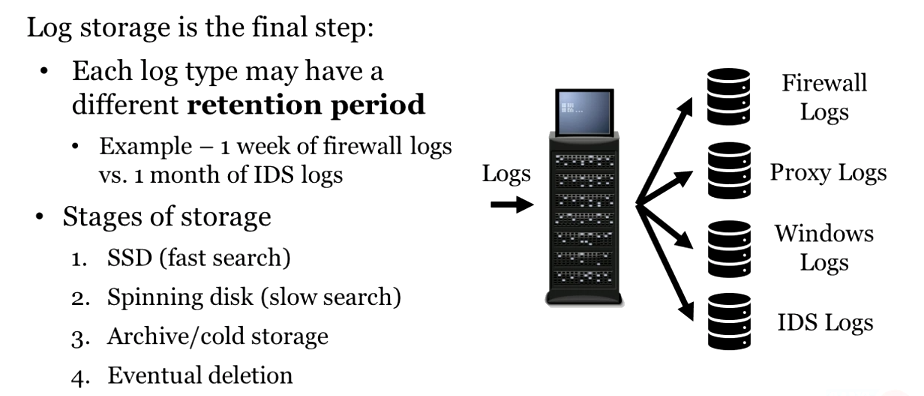 Log storage is the final step:
• Each log type may have a
different retention period
• Example – 1 week of firewall logs
vs. 1 month of IDS logs
• Stages of storage
1. SSD (fast search)
2. Spinning disk (slow search)
3. Archive/cold storage
4. Eventual deletion
Logs
Firewall
Logs
Proxy Logs
Windows
Logs
IDS Logs